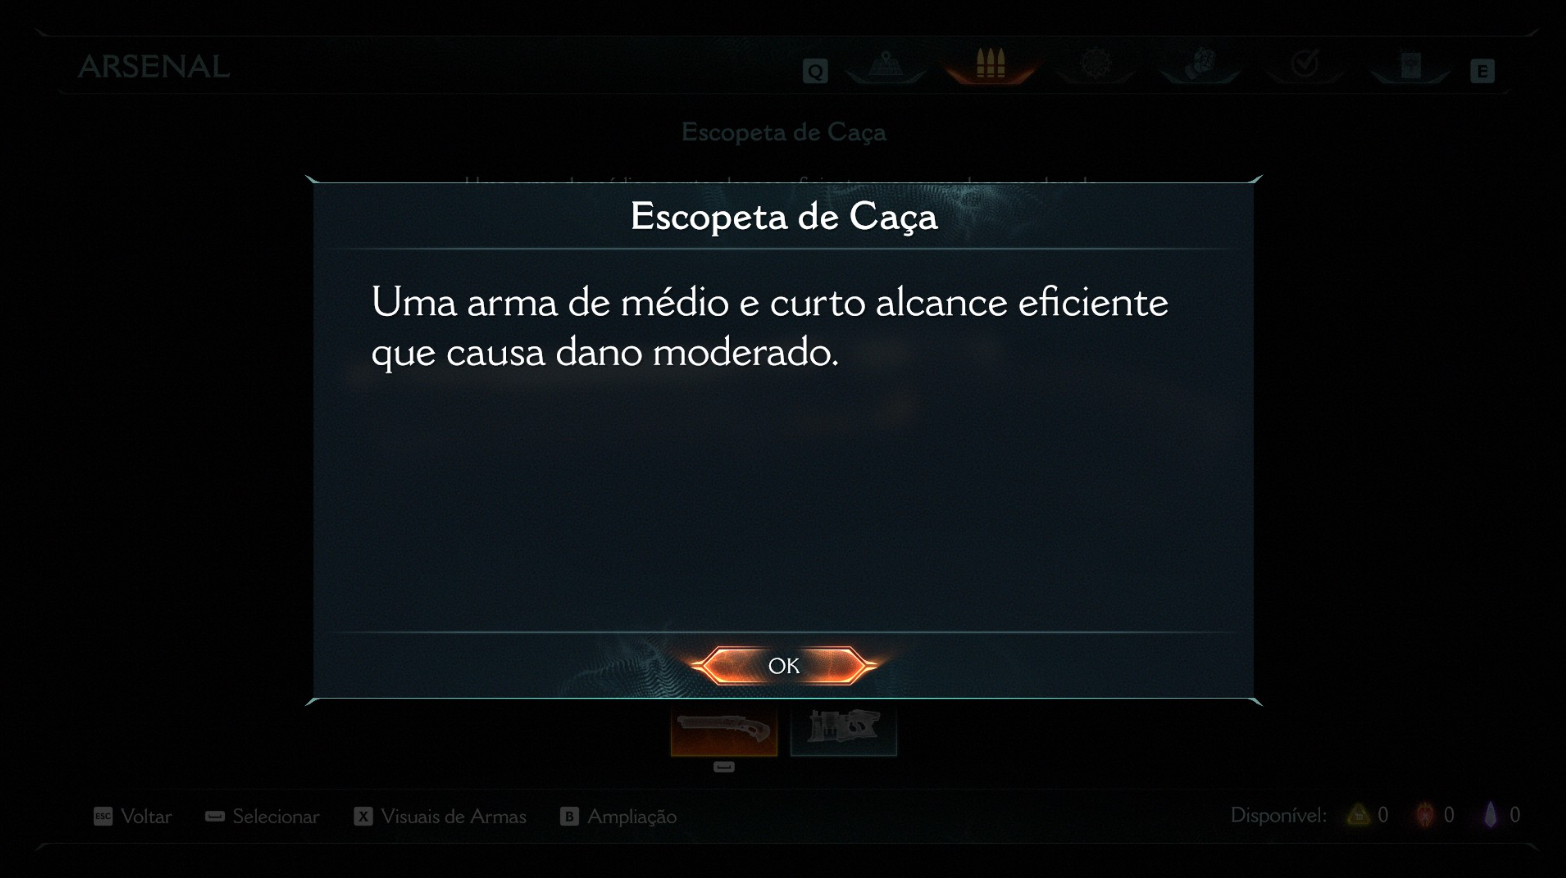 ARSENAL
Q
E
Escopeta de Caça
Escopeta de Caça
Uma arma de médio e curto alcance eficiente
que causa dano moderado.
OK
ESC Voltar
Selecionar
X Visuais de Armas
B Ampliação
Disponível: 0 0 0